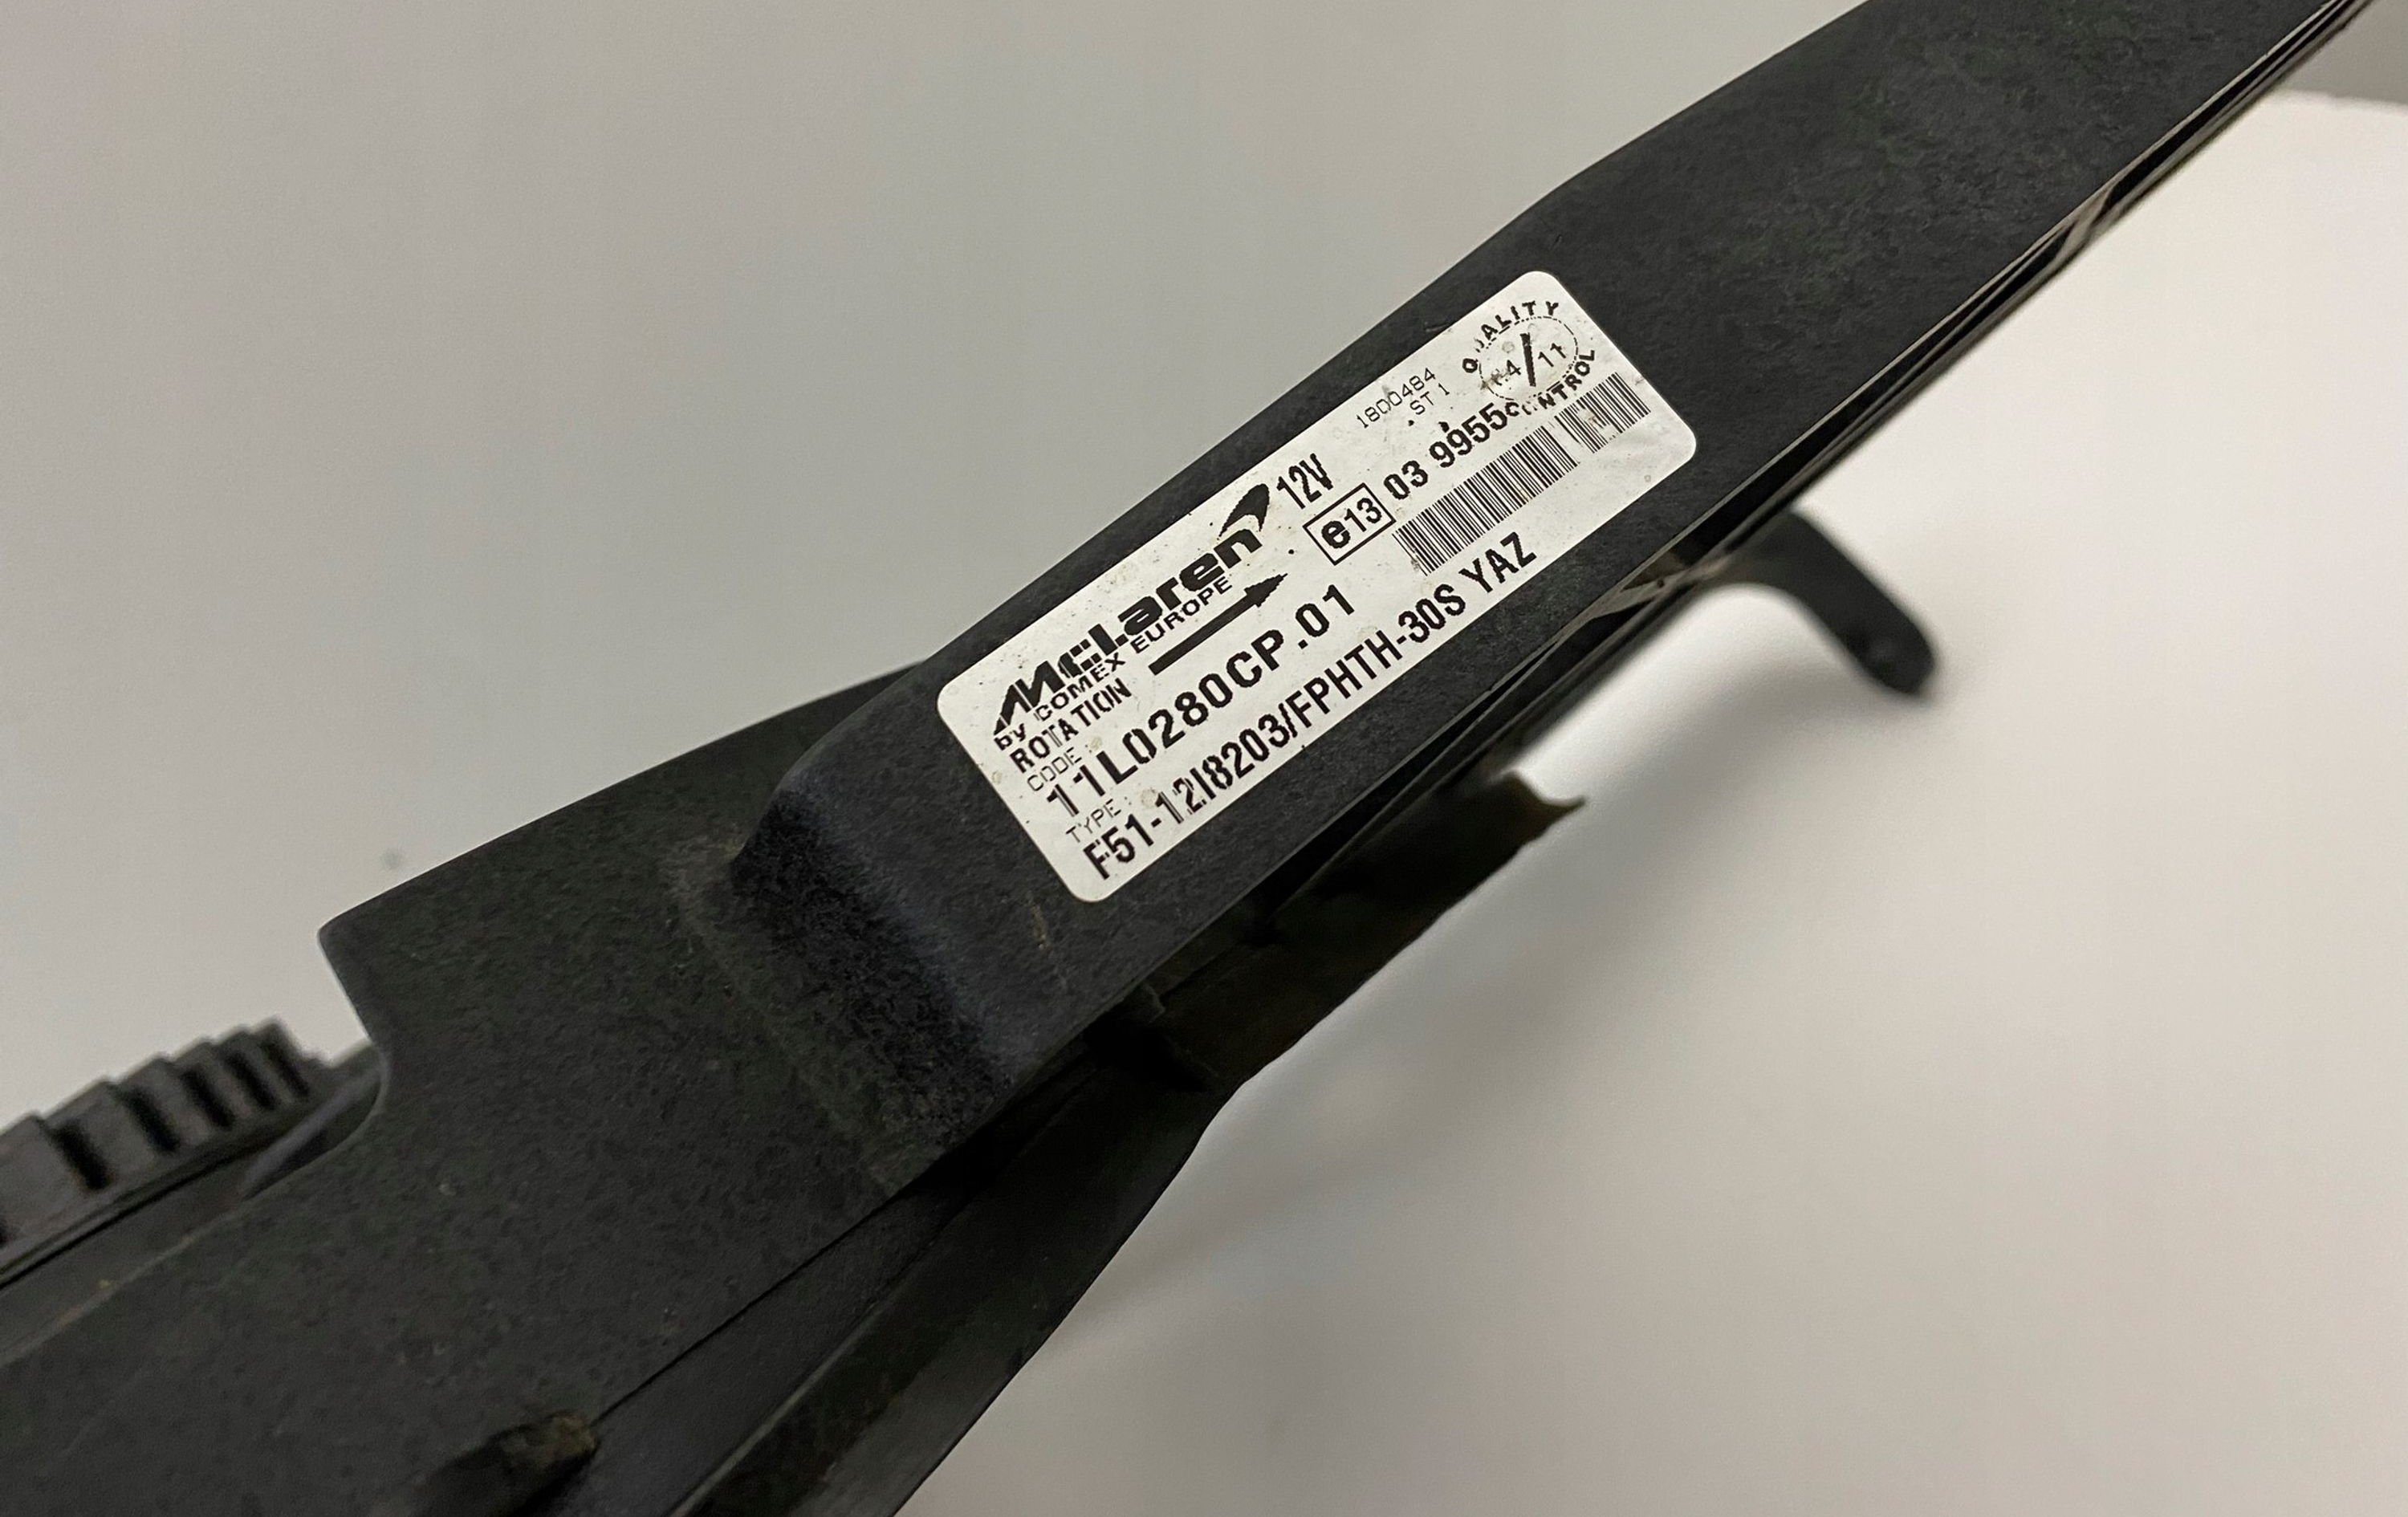 McLaren 12V
by COMEX EUROPE
ROTATION
e13 03 9955
1800484
ST 1
QUALITY
CONTROL
CODE:
11L0280CP.01
TYPE:
F51-12I8203/FPHTH-30S YAZ